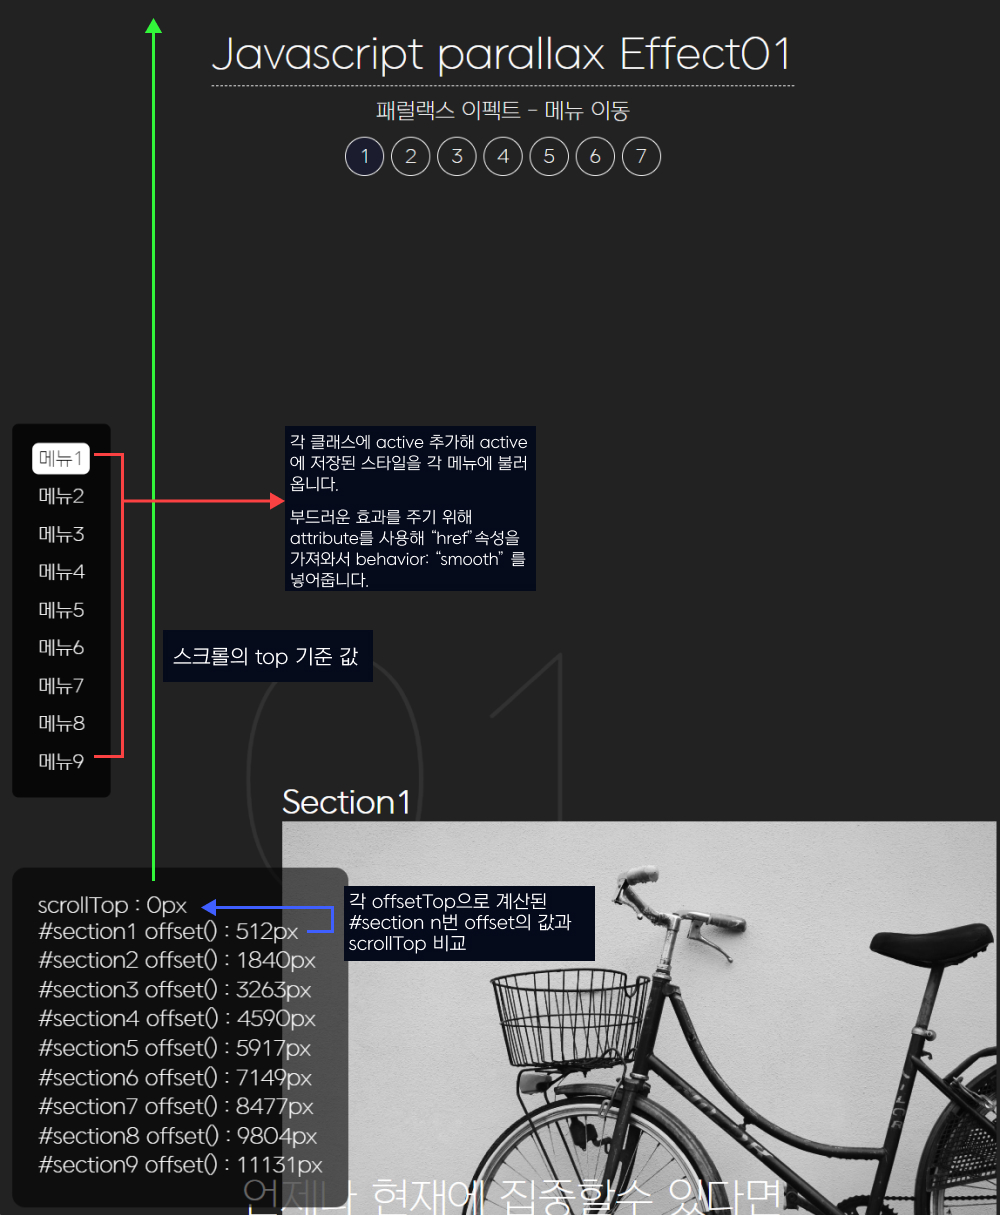 Javascript parallax Effect01
패럴랙스 이펙트 - 메뉴 이동
1 2 3 4 5 6 7
메뉴1
메뉴2
메뉴3
메뉴4
메뉴5
메뉴6
메뉴7
메뉴8
메뉴9
각 클래스에 active 추가해 active
에 저장된 스타일을 각 메뉴에 불러
옵니다.
부드러운 효과를 주기 위해
attribute를 사용해 “href”속성을
가져와서 behavior: “smooth” 를
넣어줍니다.
스크롤의 top 기준 값
01
Section1
scrollTop : 0px
#section1 offset() : 512px
#section2 offset() : 1840px
#section3 offset() : 3263px
#section4 offset() : 4590px
#section5 offset() : 5917px
#section6 offset() : 7149px
#section7 offset() : 8477px
#section8 offset() : 9804px
#section9 offset() : 11131px
각 offsetTop으로 계산된
#section n번 offset의 값과
scrollTop 비교
언제나 현재에 집중할수 있다면